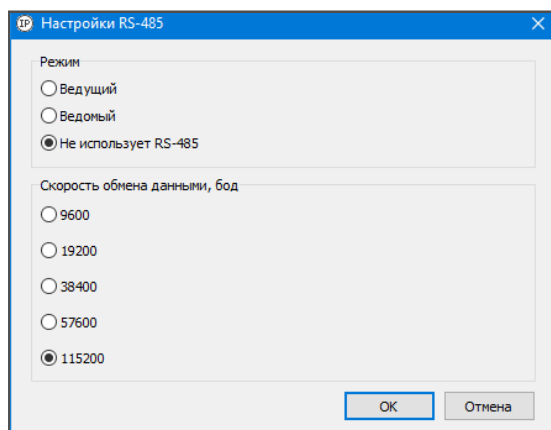 IP Настройки RS-485
Режим
Ведущий
Ведомый
Не использует RS-485
Скорость обмена данными, бод
9600
19200
38400
57600
115200
OK Отмена